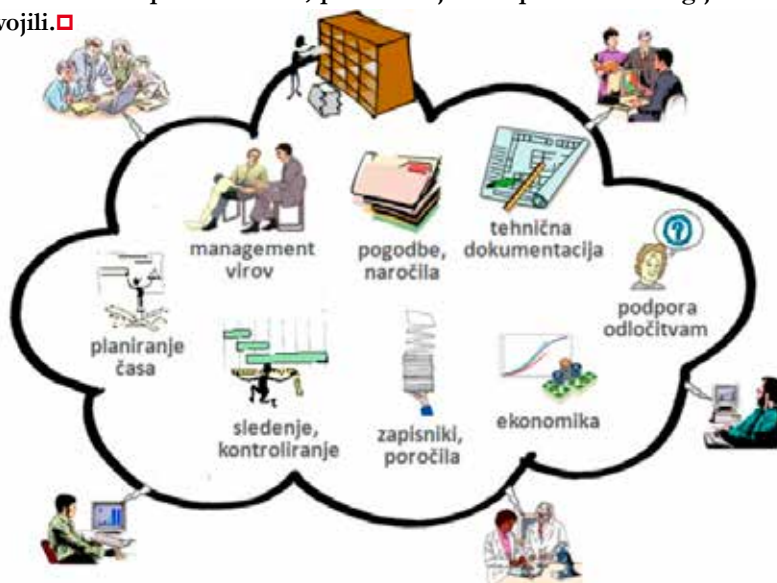 vojili.
management
virov
pogodbe,
naročila
tehnična
dokumentacija
podpora
odločitvam
planiranje
časa
sledenje,
kontroliranje
zapisniki,
poročila
ekonomika